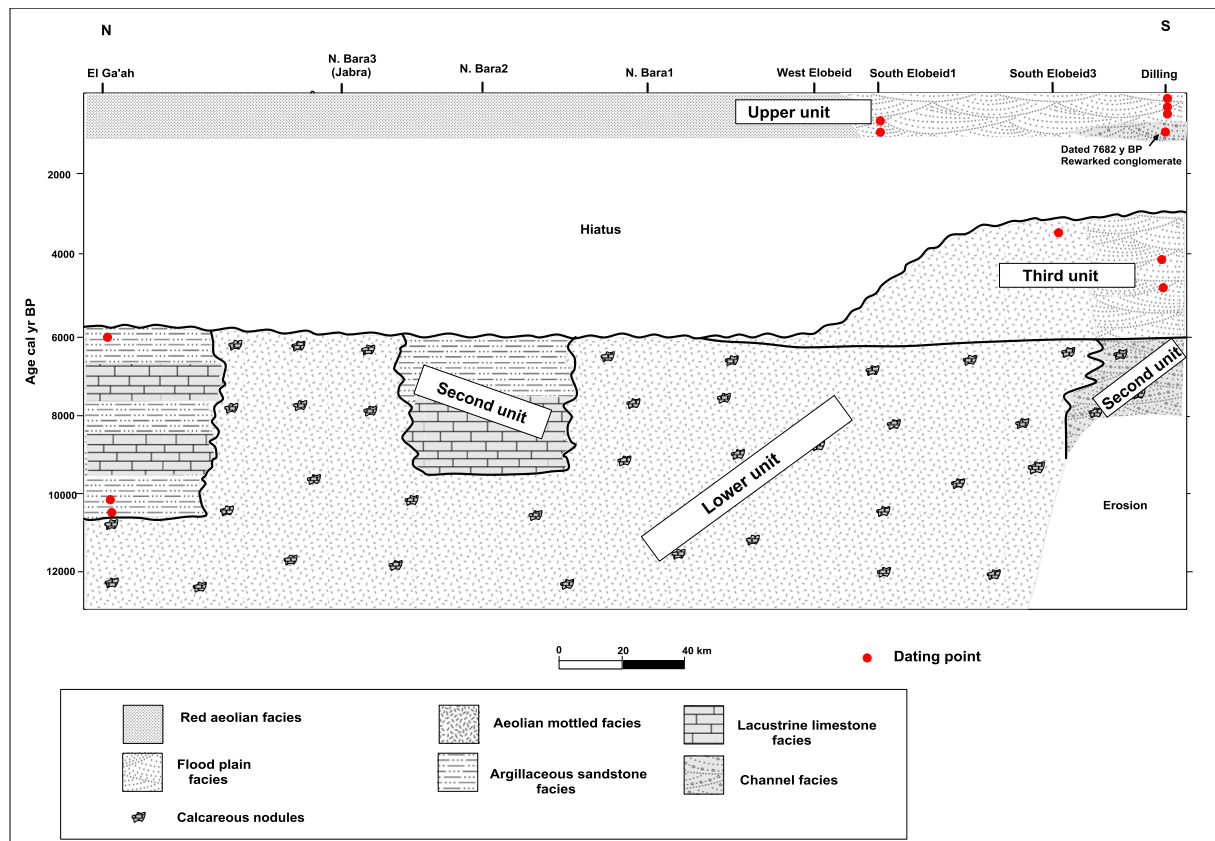 N
S
El Ga'ah
N. Bara3
(Jabra)
N. Bara2
N. Bara1
West Elobeid
South Elobeid1
South Elobeid3
Dilling
Upper unit
Dated 7682 y BP
Rewarked conglomerate
2000
Hiatus
4000
Third unit
Age cal yr BP
6000
Second unit
Second unit
8000
Lower unit
10000
Erosion
12000
0
20
40 km
Dating point
Red aeolian facies
Aeolian mottled facies
Lacustrine limestone
facies
Flood plain
facies
Argillaceous sandstone
facies
Channel facies
Calcareous nodules